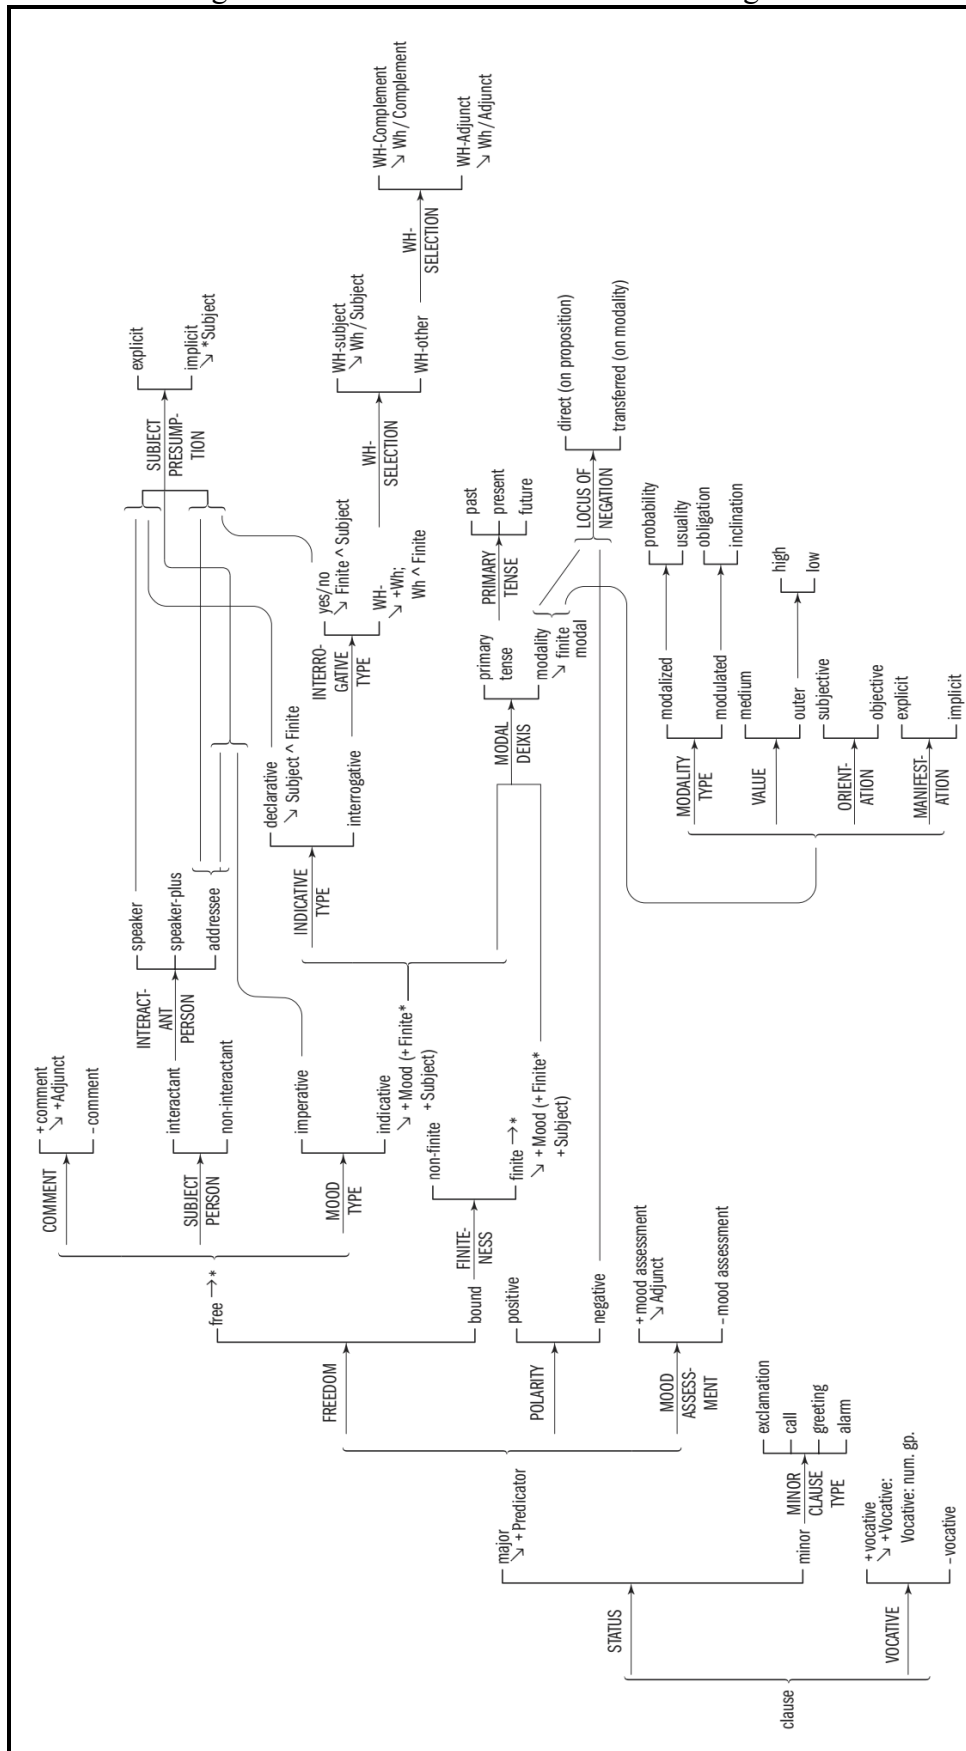 clause
STATUS
major
↘ + Predicator
minor
VOCATIVE
+ vocative
↘ + Vocative:
Vocative: num. gp.
– vocative
MINOR
CLAUSE
TYPE
exclamation
call
greeting
alarm
FREEDOM
free →*
bound
POLARITY
positive
negative
MOOD
ASSESS-
MENT
+ mood assessment
↘ Adjunct
– mood assessment
COMMENT
+ comment
↘ +Adjunct
– comment
SUBJECT
PERSON
interactant
non-interactant
MOOD
TYPE
imperative
indicative
↘ + Mood (+ Finite*
+ Subject)
FINITE-
NESS
non-finite
finite →*
↘ + Mood (+ Finite*
+ Subject)
INTERACT-
ANT
PERSON
speaker
speaker-plus
addressee
INDICATIVE
TYPE
declarative
↘ Subject ^ Finite
interrogative
INTERRO-
GATIVE
TYPE
yes/no
↘ Finite ^ Subject
WH-
↘ +Wh;
Wh ^ Finite
MODAL
DEIXIS
primary
tense
modality
↘ finite
modal
PRIMARY
TENSE
past
present
future
SUBJECT
PRESUMP-
TION
explicit
implicit
↘ *Subject
WH-
SELECTION
WH-subject
↘ Wh / Subject
WH-other
WH-
SELECTION
WH-Complement
↘ Wh / Complement
WH-Adjunct
↘ Wh / Adjunct
LOCUS OF
NEGATION
direct (on proposition)
transferred (on modality)
MODALITY
TYPE
modalized
modulated
probability
usuality
obligation
inclination
VALUE
medium
outer
high
low
ORIENT-
ATION
subjective
objective
MANIFEST-
ATION
explicit
implicit